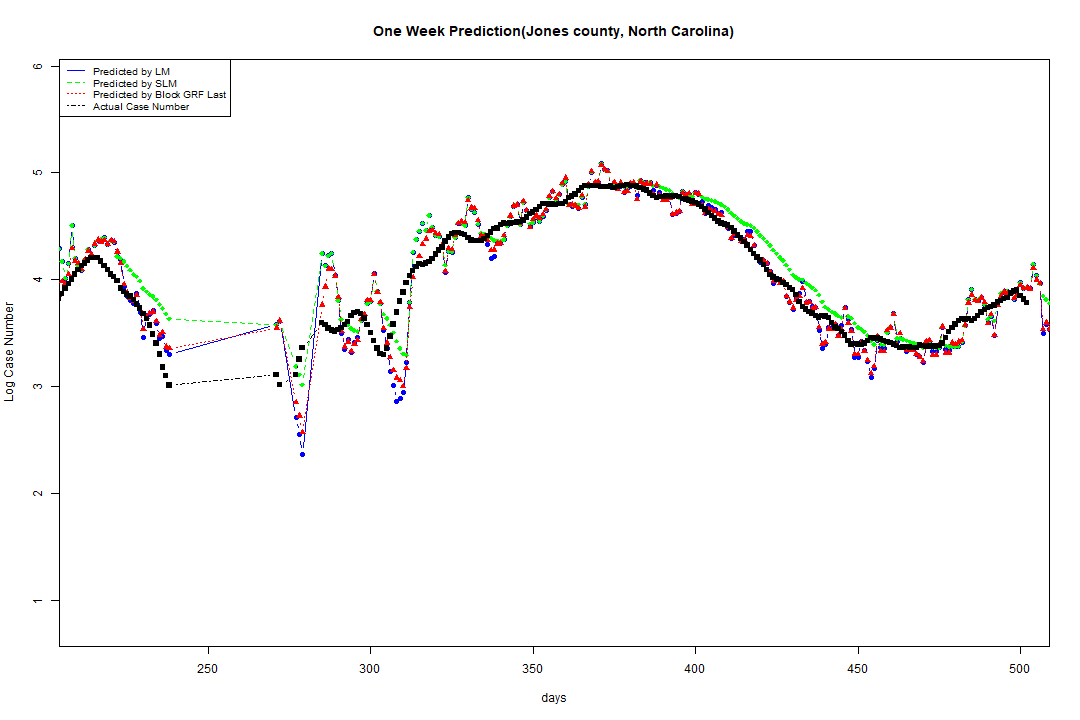 One Week Prediction(Jones county, North Carolina)
Predicted by LM
Predicted by SLM
Predicted by Block GRF Last
Actual Case Number
6
5
4
3
2
1
Log Case Number
250 300 350 400 450 500
days